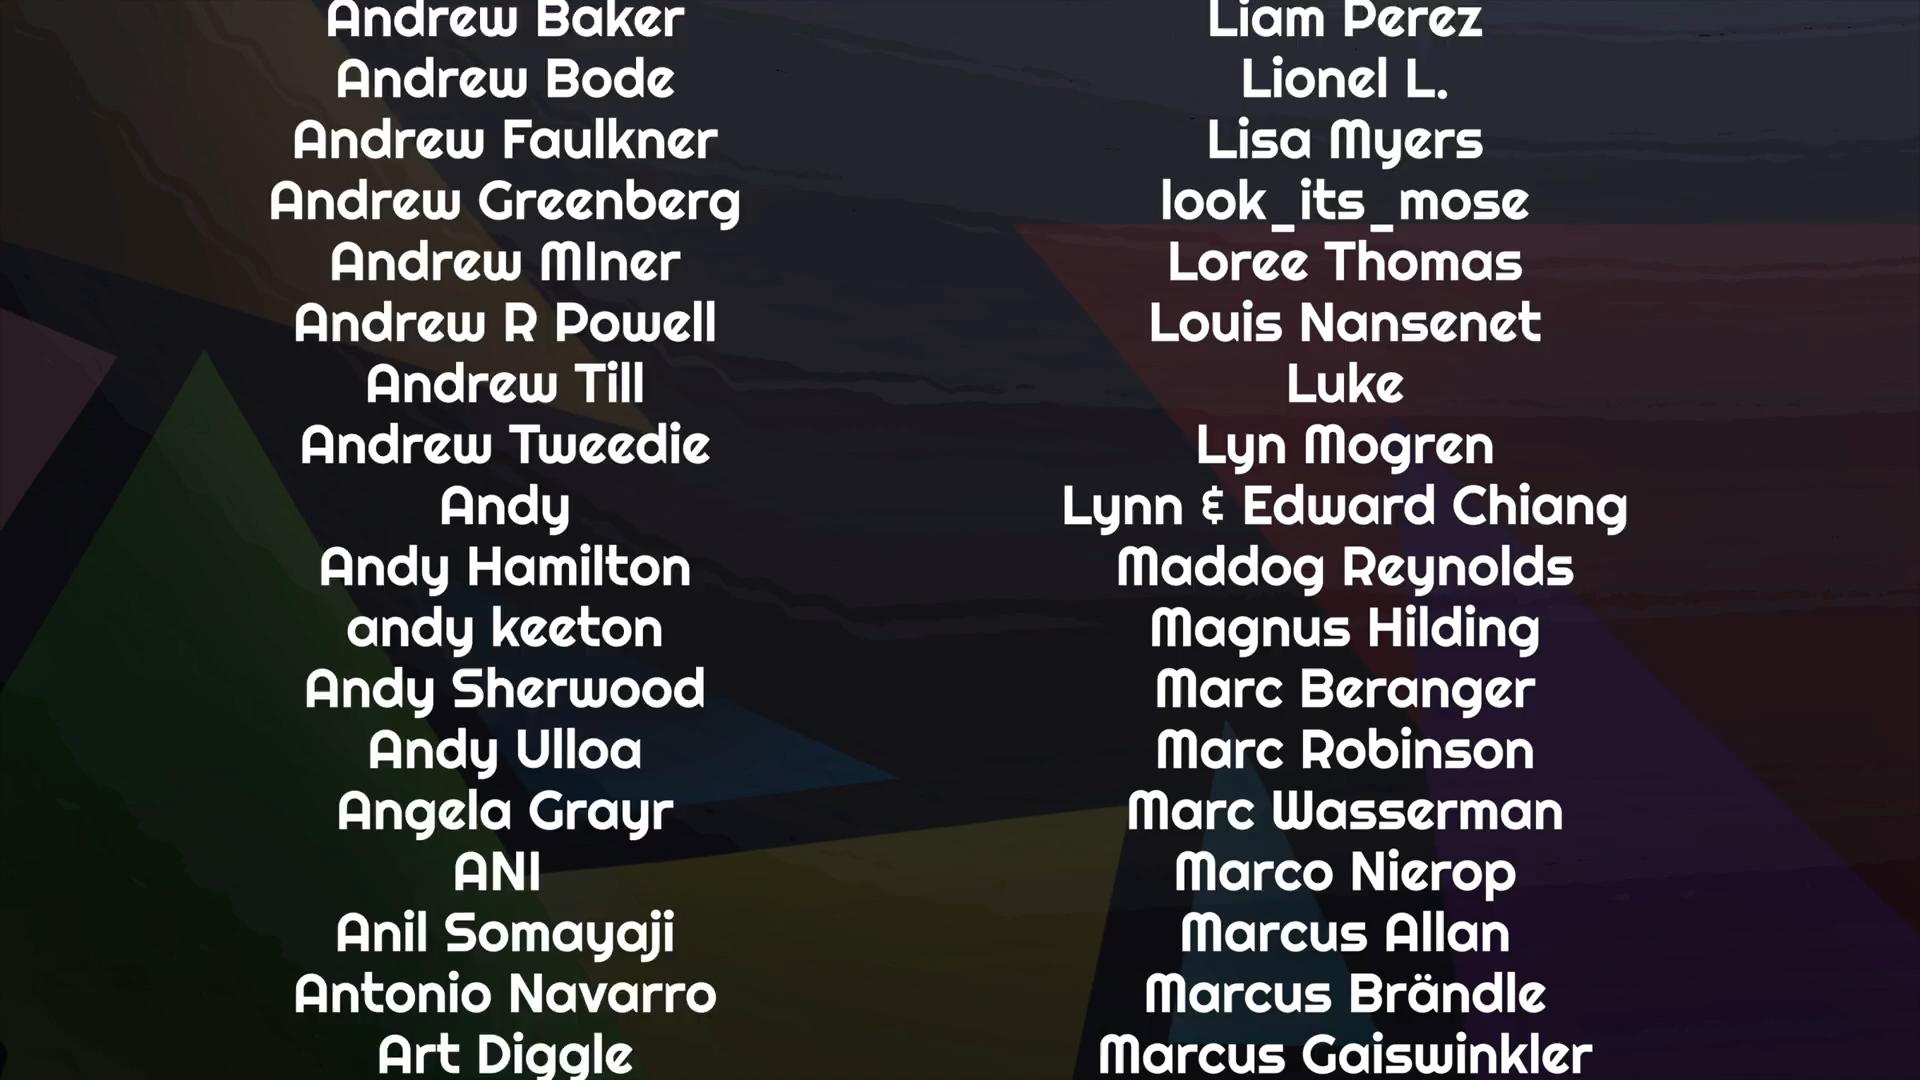 Andrew Baker
Andrew Bode
Andrew Faulkner
Andrew Greenberg
Andrew MIner
Andrew R Powell
Andrew Till
Andrew Tweedie
Andy
Andy Hamilton
andy keeton
Andy Sherwood
Andy Ulloa
Angela Grayr
ANI
Anil Somayaji
Antonio Navarro
Art Diggle
Liam Perez
Lionel L.
Lisa Myers
look_its_mose
Loree Thomas
Louis Nansenet
Luke
Lyn Mogren
Lynn & Edward Chiang
Maddog Reynolds
Magnus Hilding
Marc Beranger
Marc Robinson
Marc Wasserman
Marco Nierop
Marcus Allan
Marcus Brändle
Marcus Gaiswinkler